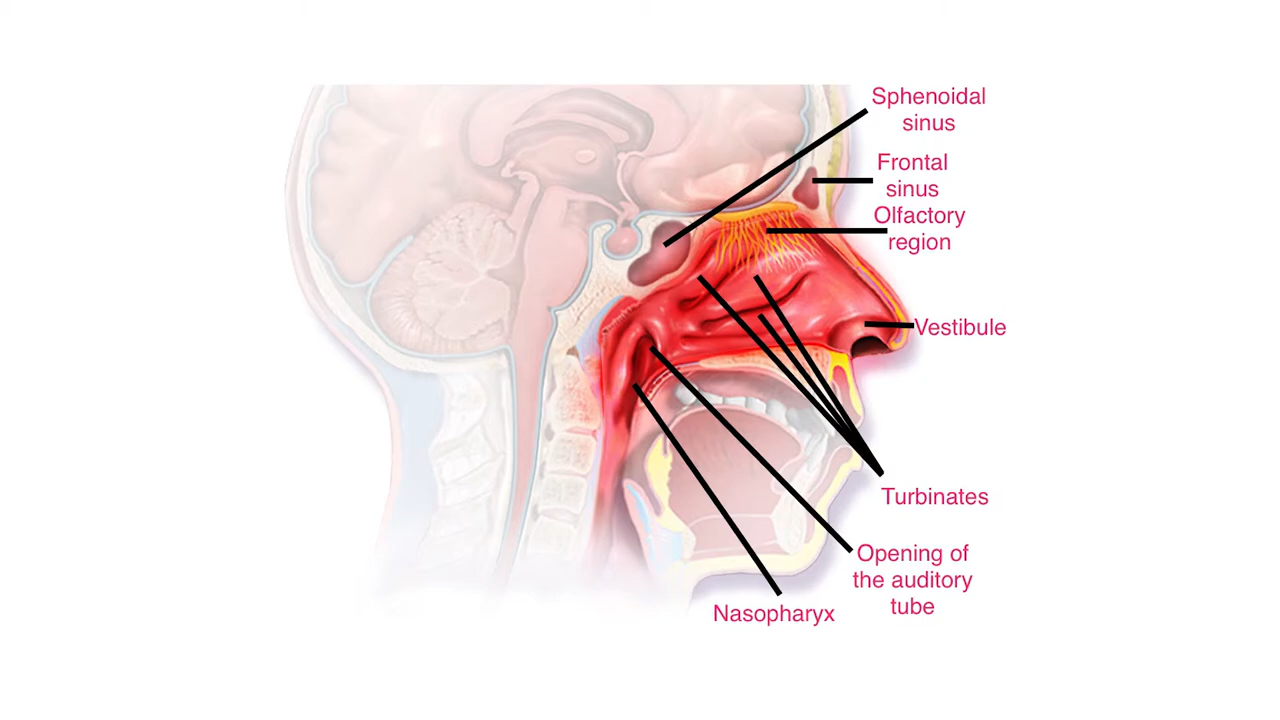 Sphenoidal
sinus
Frontal
sinus
Olfactory
region
Vestibule
Turbinates
Opening of
the auditory
tube
Nasopharyx